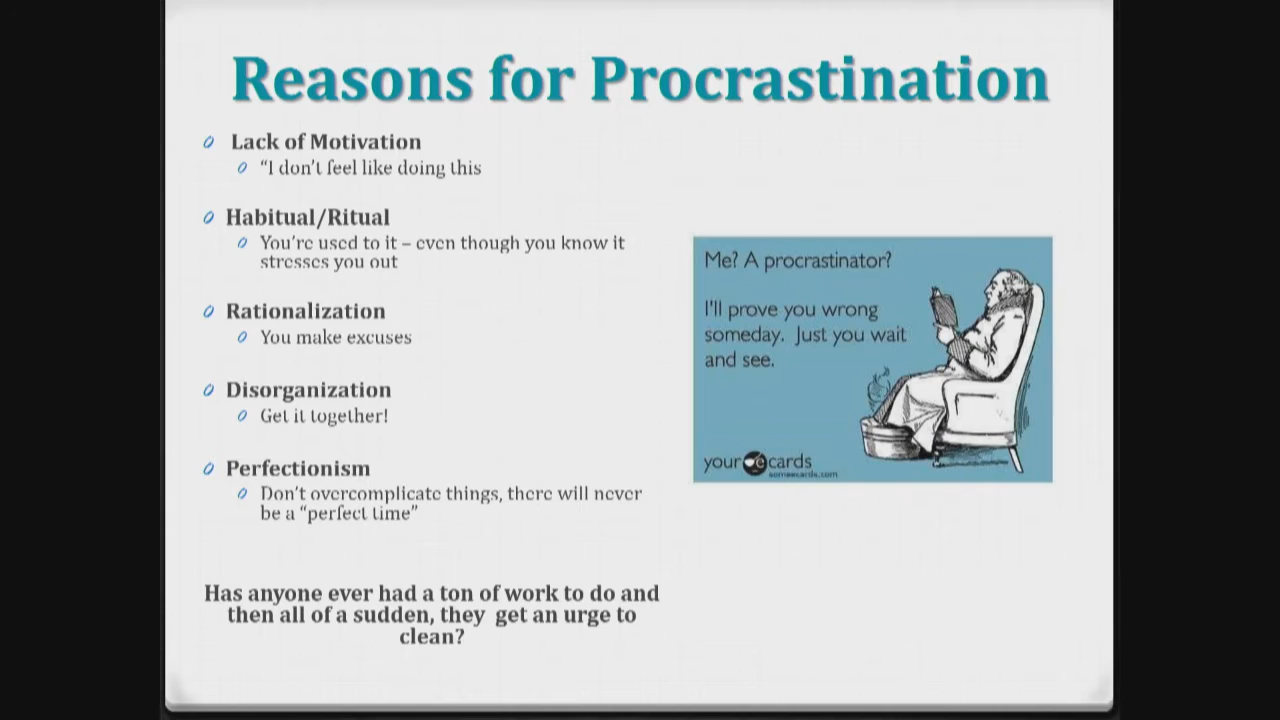 Reasons for Procrastination
Lack of Motivation
“I don’t feel like doing this
Habitual/Ritual
You’re used to it – even though you know it
stresses you out
Rationalization
You make excuses
Disorganization
Get it together!
Perfectionism
Don’t overcomplicate things, there will never
be a “perfect time”
Has anyone ever had a ton of work to do and
then all of a sudden, they get an urge to
clean?
Me? A procrastinator?
I'll prove you wrong
someday. Just you wait
and see.
your e cards
someecards.com